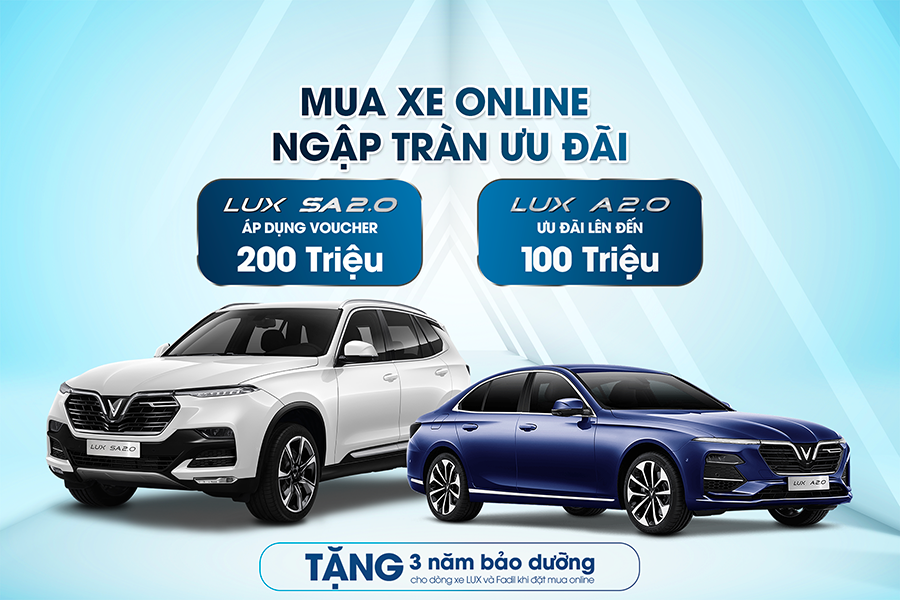 MUA XE ONLINE
NGẬP TRÀN ƯU ĐÃI
LUX SA2.0
ÁP DỤNG VOUCHER
200 Triệu
LUX A2.0
ƯU ĐÃI LÊN ĐẾN
100 Triệu
LUX SA2.0
LUX A2.0
TẶNG 3 năm bảo dưỡng
cho dòng xe LUX và Fadil khi đặt mua online